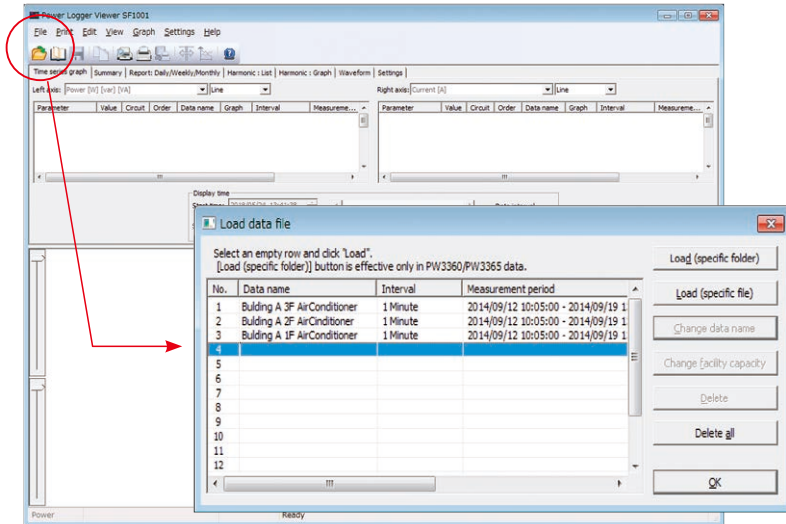 Power Logger Viewer SF1001
File Print Edit View Graph Settings Help
Time series graph Summary Report: Daily/Weekly/Monthly Harmonic : List Harmonic : Graph Waveform Settings
Left axis: Power [W] [var] [VA] Line Right axis: Current [A] Line
Parameter Value Circuit Order Data name Graph Interval Measureme... Parameter Value Circuit Order Data name Graph Interval Measureme...
Display time
Load data file
Select an empty row and click "Load".
[Load (specific folder)] button is effective only in PW3360/PW3365 data.
Load (specific folder)
No. Data name Interval Measurement period
Load (specific file)
1 Bulding A 3F AirConditioner 1 Minute 2014/09/12 10:05:00 - 2014/09/19 1
2 Bulding A 2F AirCinditioner 1 Minute 2014/09/12 10:05:00 - 2014/09/19 1
3 Bulding A 1F AirConditioner 1 Minute 2014/09/12 10:05:00 - 2014/09/19 1
Change data name
4
5
Change facility capacity
6
7
Delete
8
9
10
Delete all
11
12
OK
Power Ready